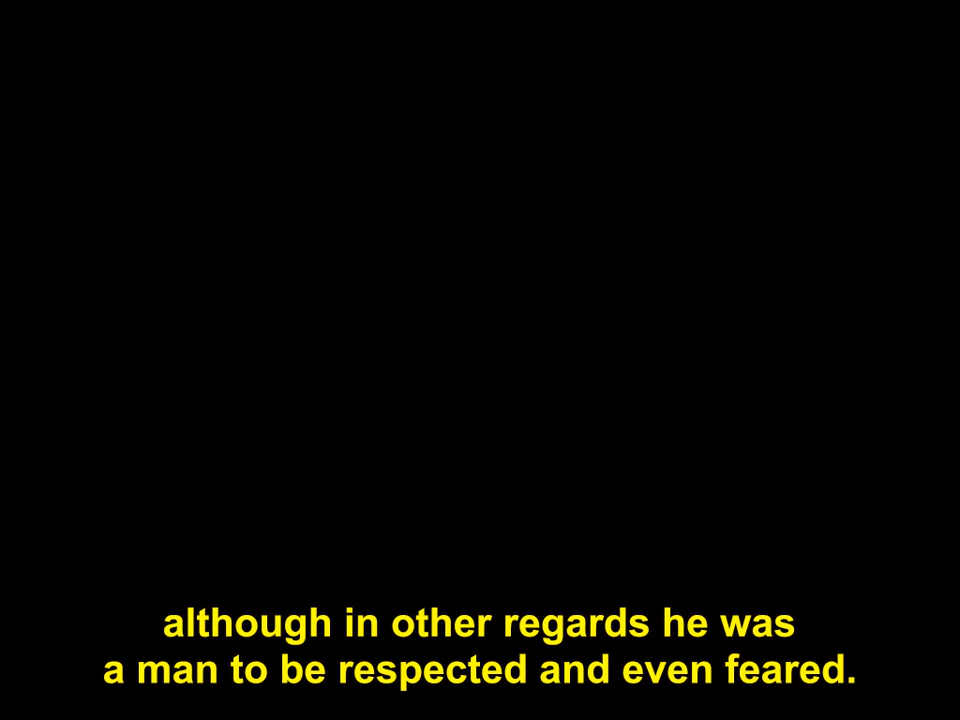 although in other regards he was
a man to be respected and even feared.